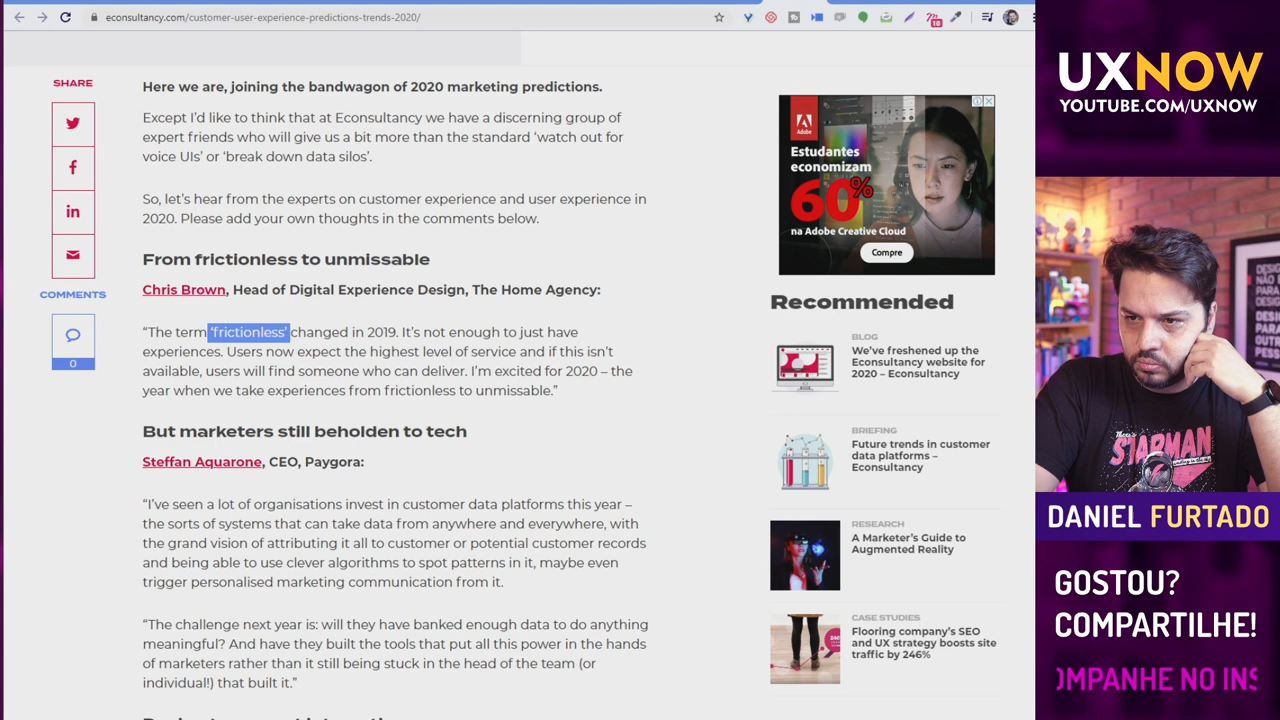 econsultancy.com/customer-user-experience-predictions-trends-2020/
10
SHARE
COMMENTS
0
Here we are, joining the bandwagon of 2020 marketing predictions.
Except I’d like to think that at Econsultancy we have a discerning group of
expert friends who will give us a bit more than the standard ‘watch out for
voice UIs’ or ‘break down data silos’.
So, let’s hear from the experts on customer experience and user experience in
2020. Please add your own thoughts in the comments below.
From frictionless to unmissable
Chris Brown, Head of Digital Experience Design, The Home Agency:
“The term ‘frictionless’ changed in 2019. It’s not enough to just have
experiences. Users now expect the highest level of service and if this isn’t
available, users will find someone who can deliver. I’m excited for 2020 – the
year when we take experiences from frictionless to unmissable.”
But marketers still beholden to tech
Steffan Aquarone, CEO, Paygora:
“I’ve seen a lot of organisations invest in customer data platforms this year –
the sorts of systems that can take data from anywhere and everywhere, with
the grand vision of attributing it all to customer or potential customer records
and being able to use clever algorithms to spot patterns in it, maybe even
trigger personalised marketing communication from it.
“The challenge next year is: will they have banked enough data to do anything
meaningful? And have they built the tools that put all this power in the hands
of marketers rather than it still being stuck in the head of the team (or
individual!) that built it.”
Adobe
Estudantes
economizam
60%
na Adobe Creative Cloud
Compre
Recommended
BLOG
We’ve freshened up the
Econsultancy website for
2020 – Econsultancy
BRIEFING
Future trends in customer
data platforms –
Econsultancy
RESEARCH
A Marketer’s Guide to
Augmented Reality
CASE STUDIES
Flooring company’s SEO
and UX strategy boosts site
traffic by 246%
UXNOW
YOUTUBE.COM/UXNOW
There's
STARMAN
DANIEL FURTADO
GOSTOU?
COMPARTILHE!
OMPANHE NO INS